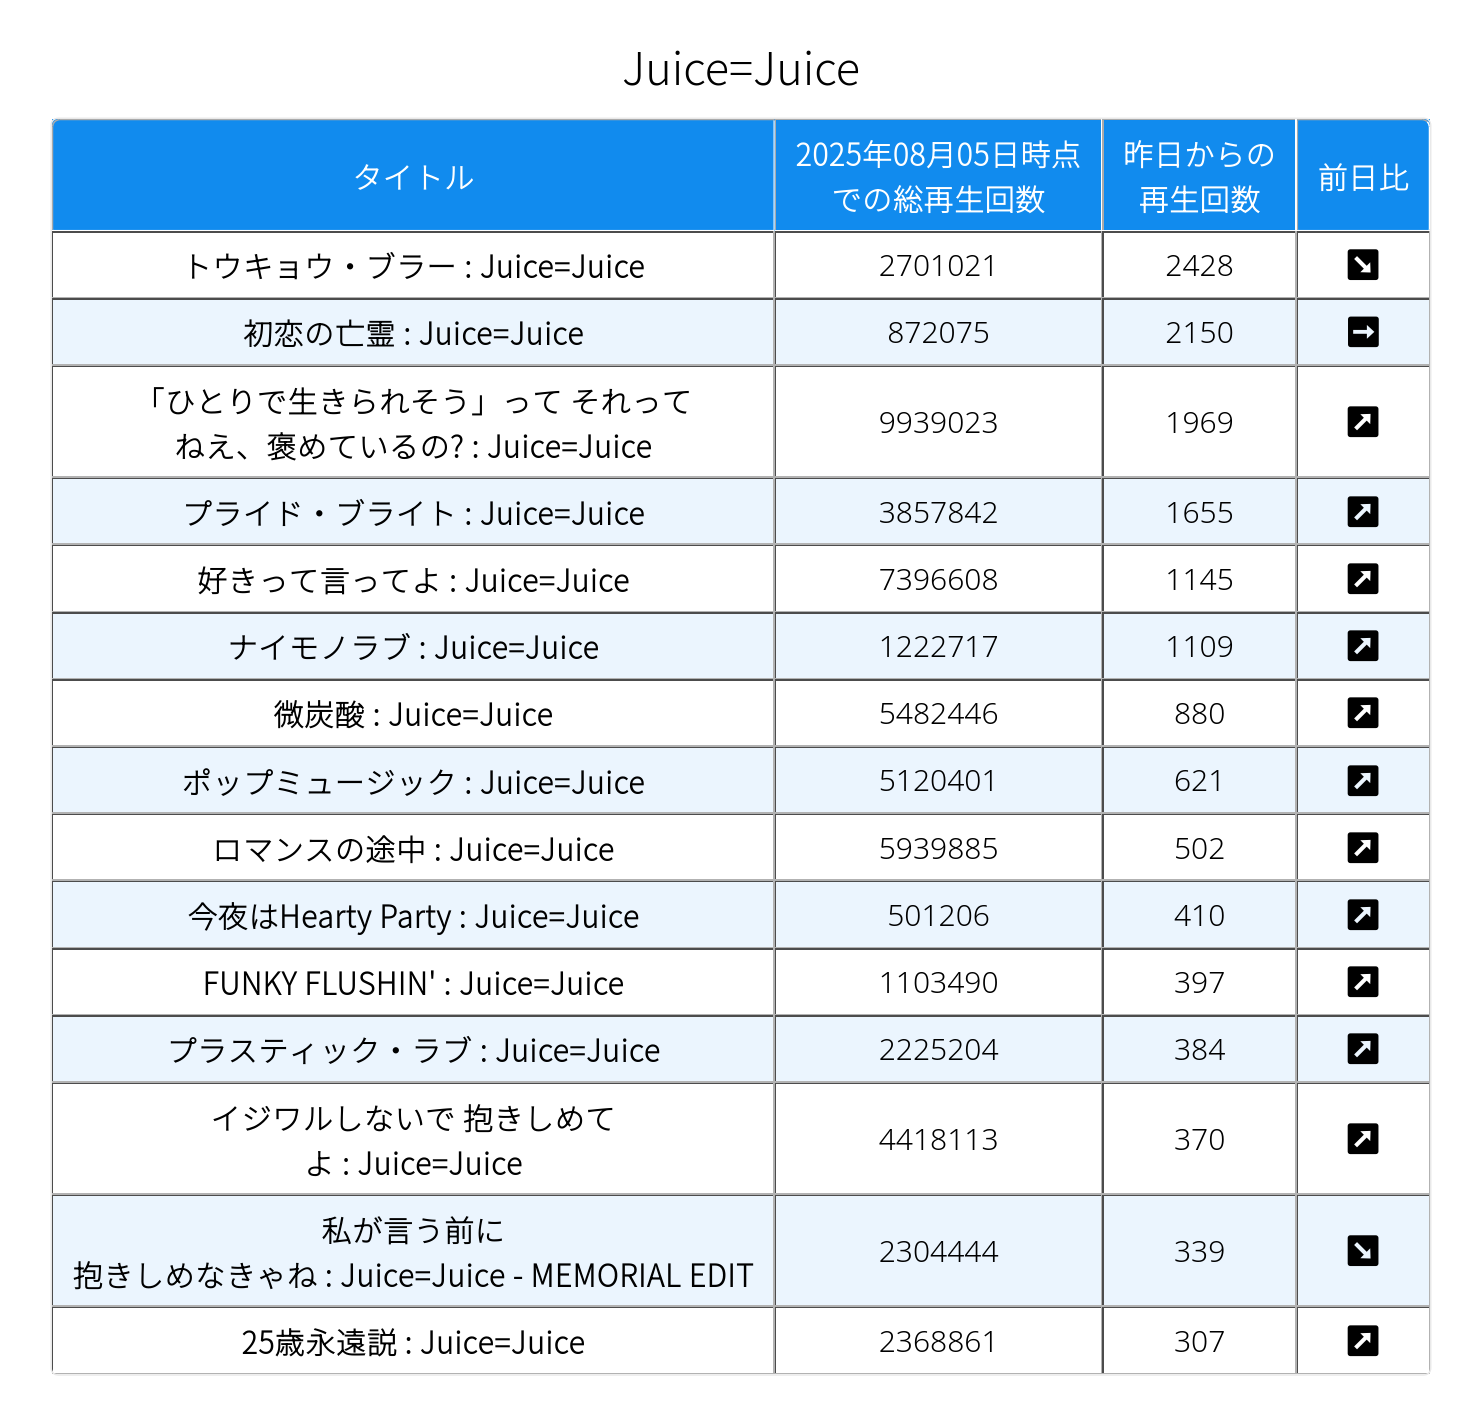 Juice=Juice
タイトル
2025年08月05日時点
での総再生回数
昨日からの
再生回数
前日比
トウキョウ・ブラー : Juice=Juice
2701021
2428
初恋の亡霊 : Juice=Juice
872075
2150
「ひとりで生きられそう」って それって
ねえ、褒めているの? : Juice=Juice
9939023
1969
プライド・ブライト : Juice=Juice
3857842
1655
好きって言ってよ : Juice=Juice
7396608
1145
ナイモノラブ : Juice=Juice
1222717
1109
微炭酸 : Juice=Juice
5482446
880
ポップミュージック : Juice=Juice
5120401
621
ロマンスの途中 : Juice=Juice
5939885
502
今夜はHearty Party : Juice=Juice
501206
410
FUNKY FLUSHIN' : Juice=Juice
1103490
397
プラスティック・ラブ : Juice=Juice
2225204
384
イジワルしないで 抱きしめて
よ : Juice=Juice
4418113
370
私が言う前に
抱きしめなきゃね : Juice=Juice - MEMORIAL EDIT
2304444
339
25歳永遠説 : Juice=Juice
2368861
307